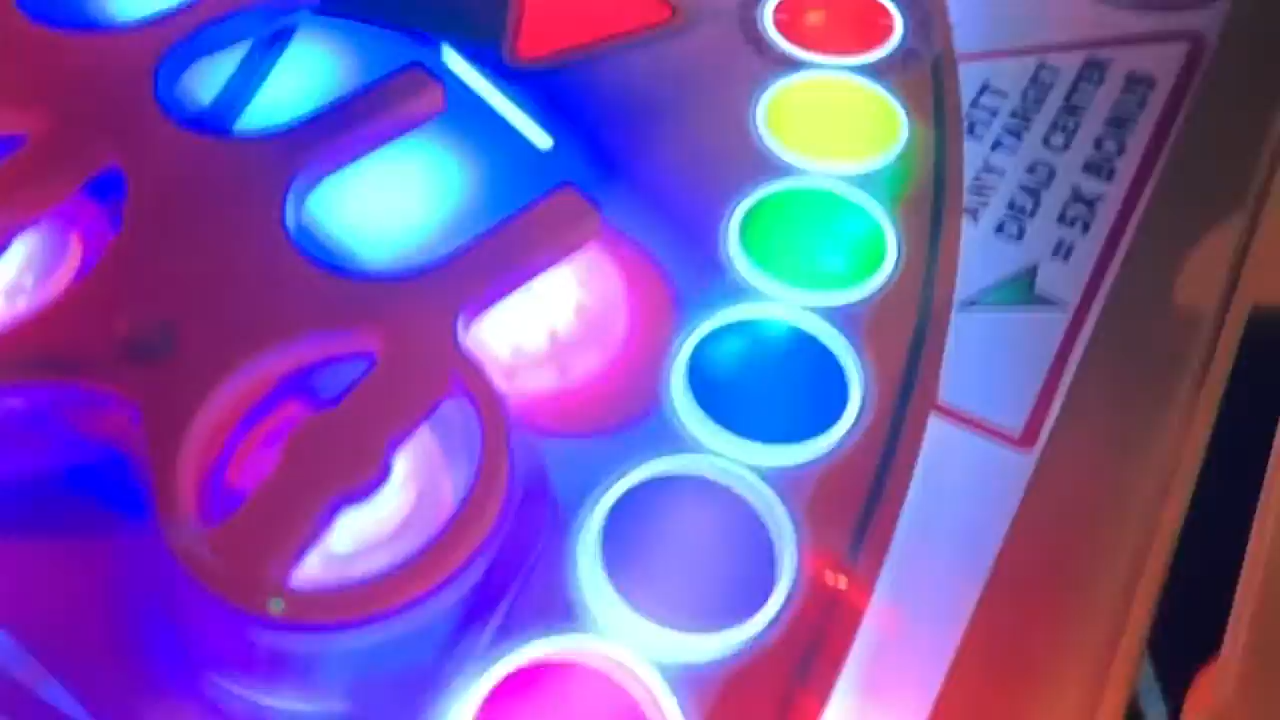 HIT
ANY TARGET
DEAD CENTER
= 5X BONUS